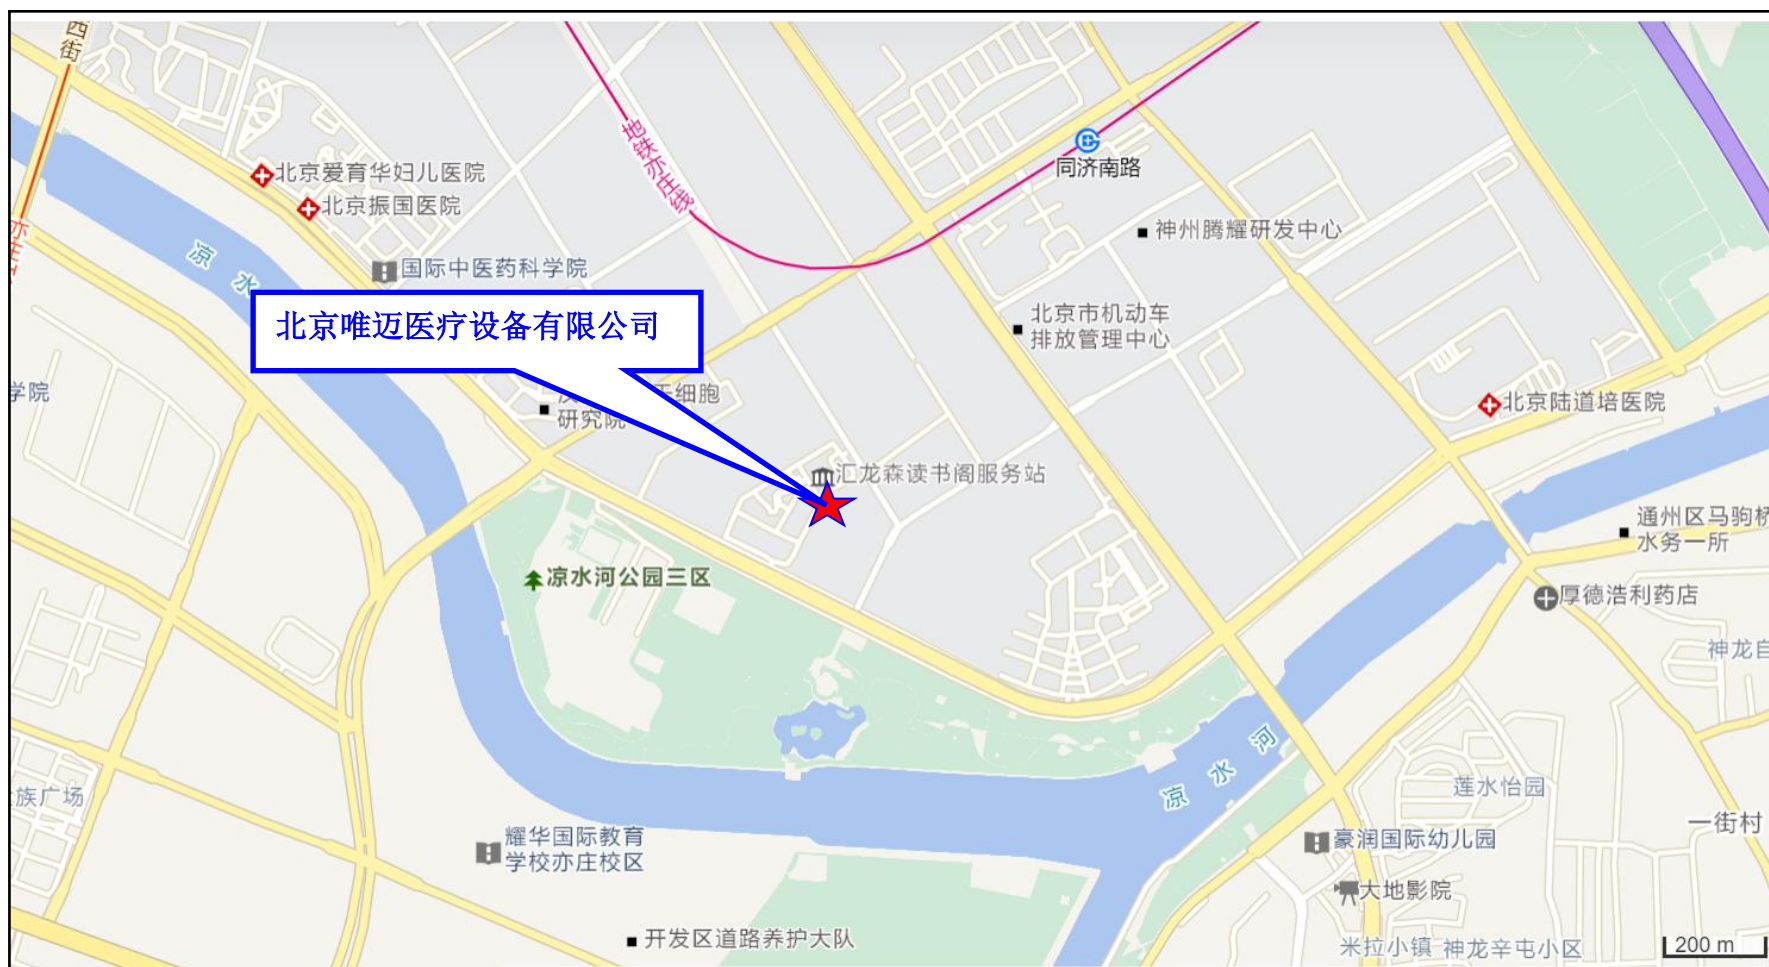 西街
地铁亦庄线
同济南路
北京爱育华妇儿医院
北京振国医院
神州腾耀研发中心
凉水
国际中医药科学院
北京唯迈医疗设备有限公司
北京市机动车
排放管理中心
学院
干细胞
研究院
北京陆道培医院
汇龙森读书阁服务站
通州区马驹桥
水务一所
凉水河公园三区
厚德浩利药店
神龙自
凉水河
族广场
莲水怡园
一街村
耀华国际教育
学校亦庄校区
豪润国际幼儿园
大地影院
开发区道路养护大队
米拉小镇
神龙辛屯小区
200 m